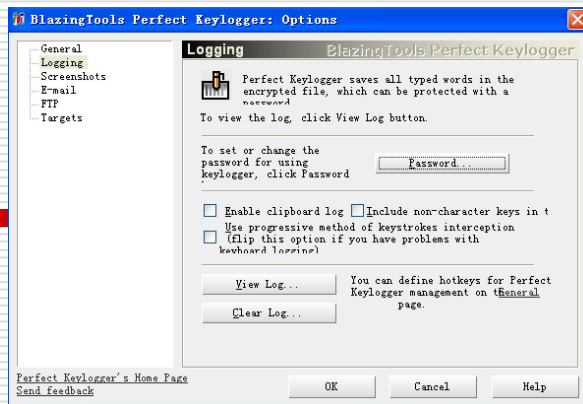 BlazingTools Perfect Keylogger: Options
General
Logging
Screenshots
E-mail
FTP
Targets
Logging BlazingTools Perfect Keylogger
Perfect Keylogger saves all typed words in the
encrypted file, which can be protected with a
password
To view the log, click View Log button.
To set or change the
password for using
keylogger, click Password
Password...
Enable clipboard log Include non-character keys in t
Use progressive method of keystrokes interception
(flip this option if you have problems with
keyboard logging)
View Log...
You can define hotkeys for Perfect
Keylogger management on the General
page.
Clear Log...
Perfect Keylogger's Home Page
Send feedback
OK Cancel Help